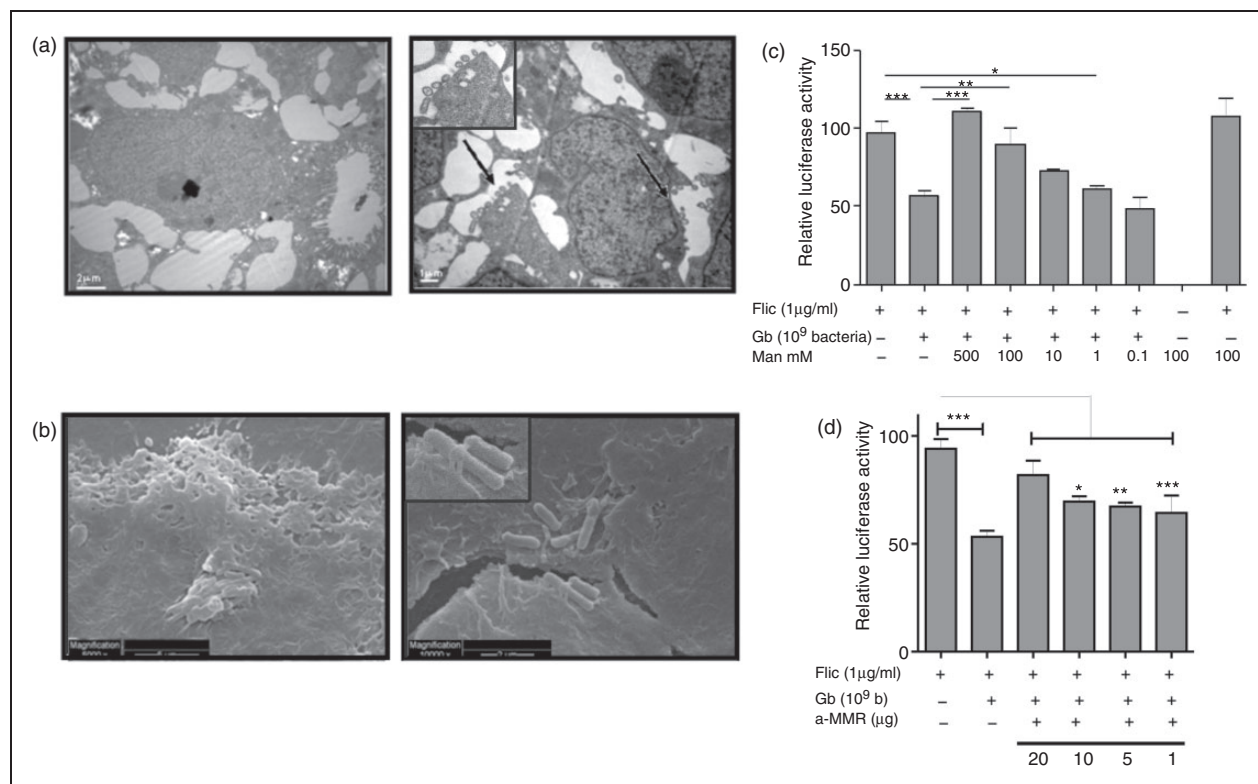 (a)
2µm
1µm
(b)
Magnification
Magnification
(c)
Relative luciferase activity
150
100
50
0
*
**
***
***
Flic (1µg/ml) + + + + + + + – +
Gb (10⁹ bacteria) – + + + + + + – –
Man mM – – 500 100 10 1 0.1 100 100
(d)
Relative luciferase activity
100
50
0
***
* ** ***
Flic (1µg/ml) + + + + + +
Gb (10⁹ b) – + + + + +
a-MMR (µg) – – + + + +
20 10 5 1